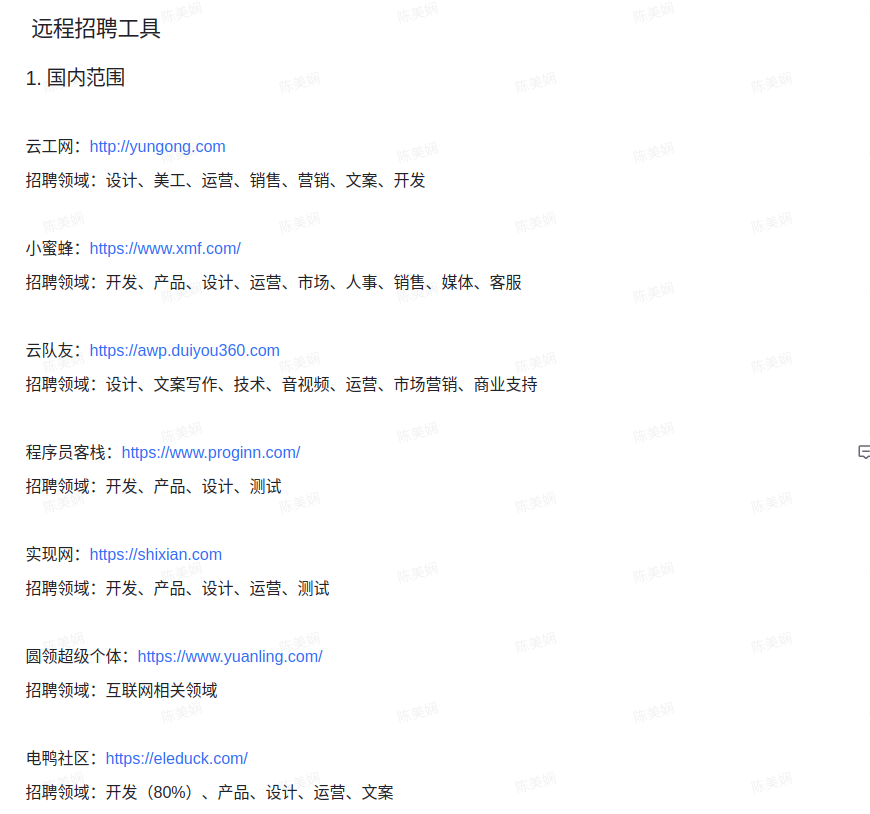 远程招聘工具
1. 国内范围
云工网：http://yungong.com
招聘领域：设计、美工、运营、销售、营销、文案、开发
小蜜蜂：https://www.xmf.com/
招聘领域：开发、产品、设计、运营、市场、人事、销售、媒体、客服
云队友：https://awp.duiyou360.com
招聘领域：设计、文案写作、技术、音视频、运营、市场营销、商业支持
程序员客栈：https://www.proginn.com/
招聘领域：开发、产品、设计、测试
实现网：https://shixian.com
招聘领域：开发、产品、设计、运营、测试
圆领超级个体：https://www.yuanling.com/
招聘领域：互联网相关领域
电鸭社区：https://eleduck.com/
招聘领域：开发（80%）、产品、设计、运营、文案